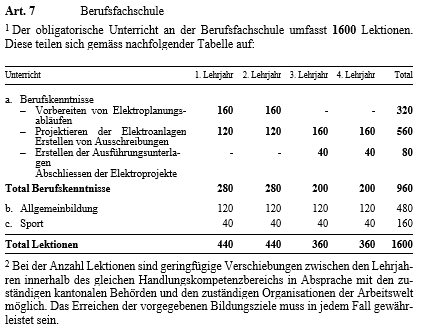 Art. 7 Berufsfachschule
1 Der obligatorische Unterricht an der Berufsfachschule umfasst 1600 Lektionen.
Diese teilen sich gemäss nachfolgender Tabelle auf:
Unterricht 1. Lehrjahr 2. Lehrjahr 3. Lehrjahr 4. Lehrjahr Total
a. Berufskenntnisse
– Vorbereiten von Elektroplanungs- 160 160 - - 320
abläufen
– Projektieren der Elektroanlagen 120 120 160 160 560
Erstellen von Ausschreibungen
– Erstellen der Ausführungsunterla- - - 40 40 80
gen
Abschliessen der Elektroprojekte
Total Berufskenntnisse 280 280 200 200 960
b. Allgemeinbildung 120 120 120 120 480
c. Sport 40 40 40 40 160
Total Lektionen 440 440 360 360 1600
2 Bei der Anzahl Lektionen sind geringfügige Verschiebungen zwischen den Lehrjah-
ren innerhalb des gleichen Handlungskompetenzbereichs in Absprache mit den zu-
ständigen kantonalen Behörden und den zuständigen Organisationen der Arbeitswelt
möglich. Das Erreichen der vorgegebenen Bildungsziele muss in jedem Fall gewähr-
leistet sein.